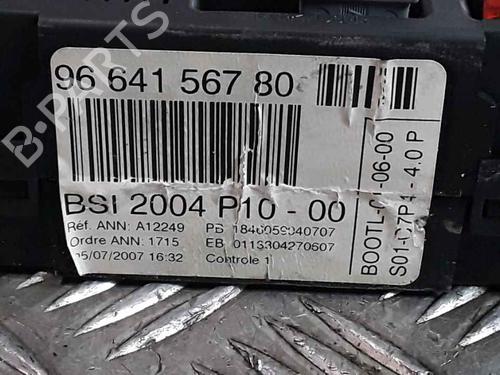 B-PARTS
96 641 567 80
BSI 2004 P10 - 00
Réf. ANN: A12249 PB 1846059040707
Ordre ANN: 1715 EB 0113304270607
05/07/2007 16:32 Controle 1
BOOTL-01-06-00
S01-C7P4 - 4.0 P